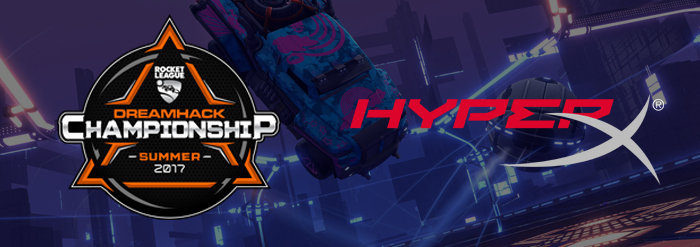 ROCKET
LEAGUE
DREAMHACK
CHAMPIONSHIP
-SUMMER-
2017
HYPERX®